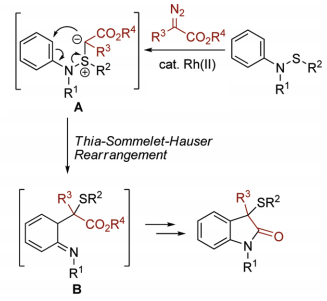 N2
R3 CO2R4
cat. Rh(II)
⊖ CO2R4
R3
N S R2
⊕
R1
A
N S R2
R1
Thia-Sommelet-Hauser
Rearrangement
R3 SR2
CO2R4
N
R1
B
R3 SR2
O
N
R1